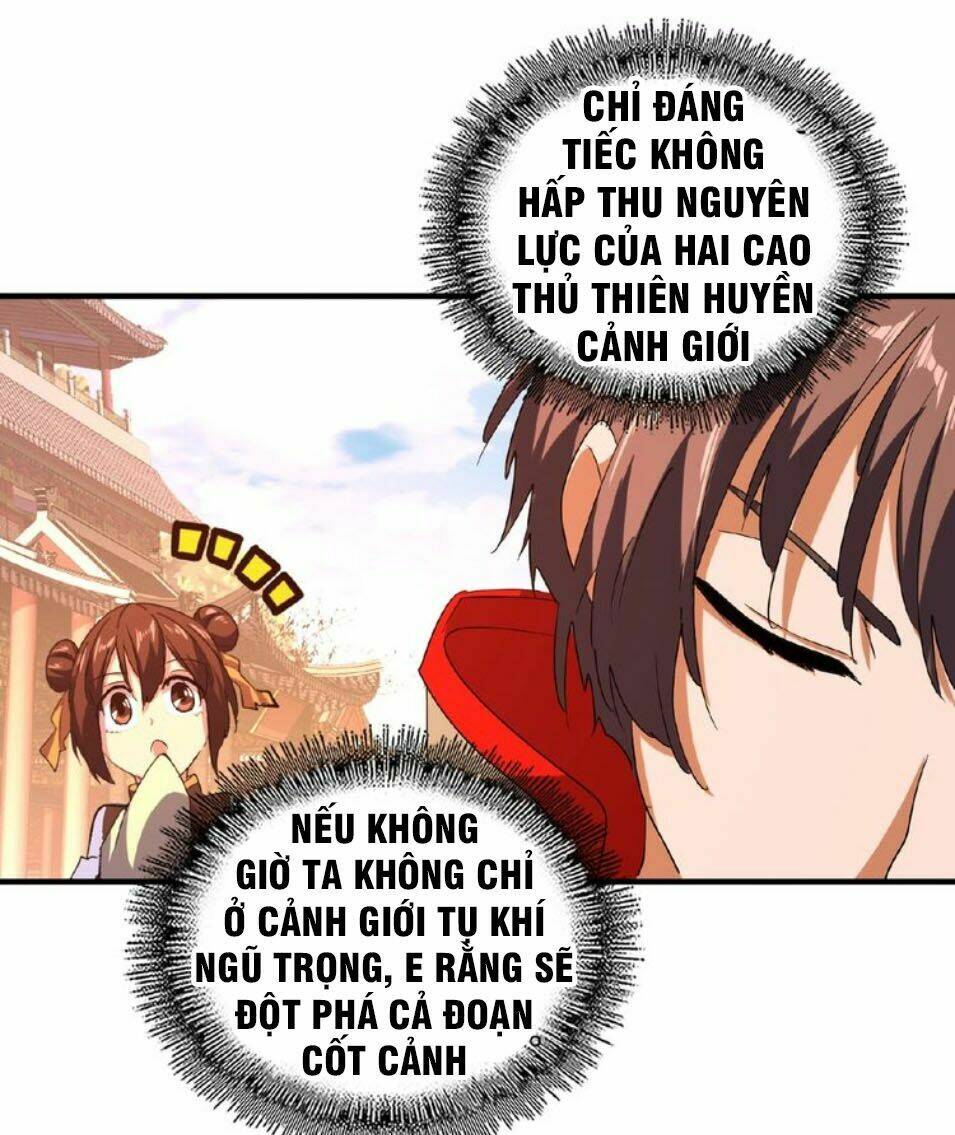 CHỈ ĐÁNG
TIẾC KHÔNG
HẤP THU NGUYÊN
LỰC CỦA HAI CAO
THỦ THIÊN HUYỀN
CẢNH GIỚI
NẾU KHÔNG
GIỜ TA KHÔNG CHỈ
Ở CẢNH GIỚI TỤ KHÍ
NGŨ TRỌNG, E RẰNG SẼ
ĐỘT PHÁ CẢ ĐOẠN
CỐT CẢNH